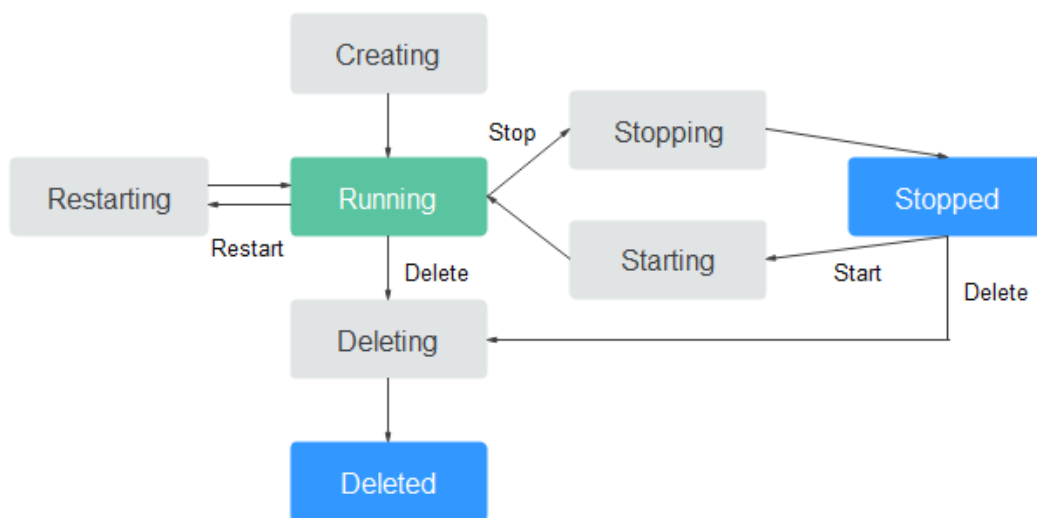 Creating
Stop
Stopping
Restarting
Running
Stopped
Restart
Starting
Start
Delete
Delete
Deleting
Deleted